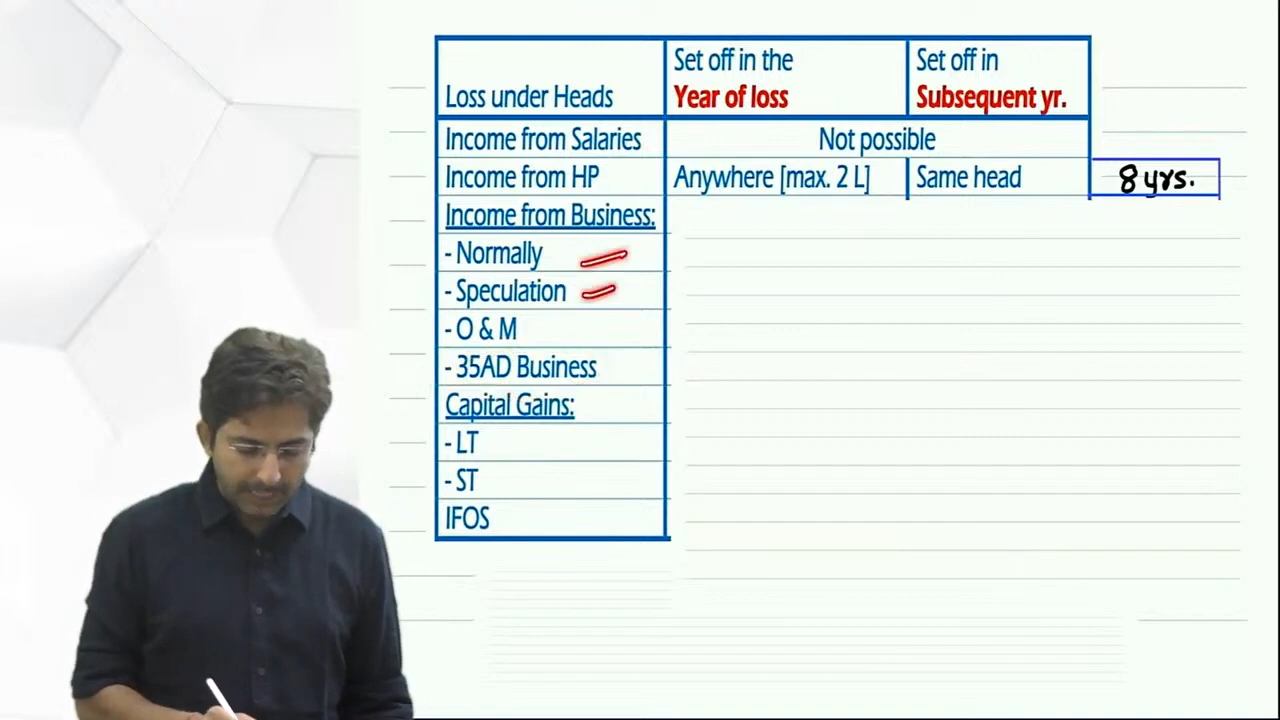 Loss under Heads
Set off in the
Year of loss
Set off in
Subsequent yr.
Income from Salaries Not possible
Income from HP Anywhere [max. 2 L] Same head 8 yrs.
Income from Business:
- Normally
- Speculation
- O & M
- 35AD Business
Capital Gains:
- LT
- ST
IFOS